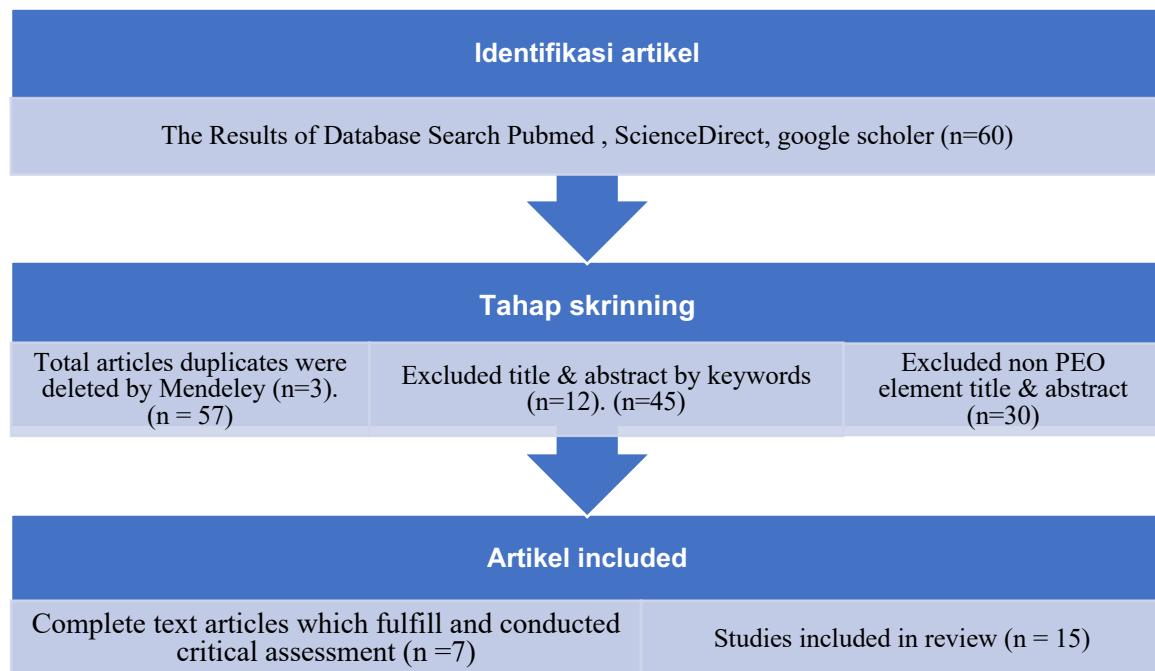 Identifikasi artikel
The Results of Database Search Pubmed , ScienceDirect, google scholer (n=60)
Tahap skrinning
Total articles duplicates were
deleted by Mendeley (n=3).
(n = 57)
Excluded title & abstract by keywords
(n=12). (n=45)
Excluded non PEO
element title & abstract
(n=30)
Artikel included
Complete text articles which fulfill and conducted
critical assessment (n =7)
Studies included in review (n = 15)